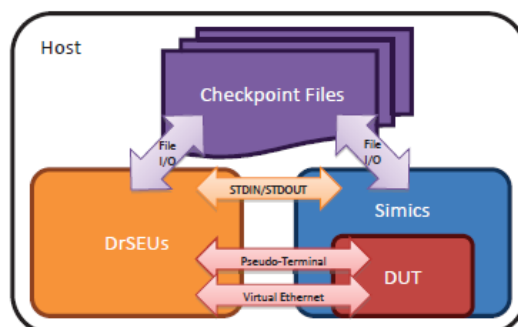 Host
Checkpoint Files
File
I/O
File
I/O
STDIN/STDOUT
DrSEUs
Simics
Pseudo-Terminal
DUT
Virtual Ethernet